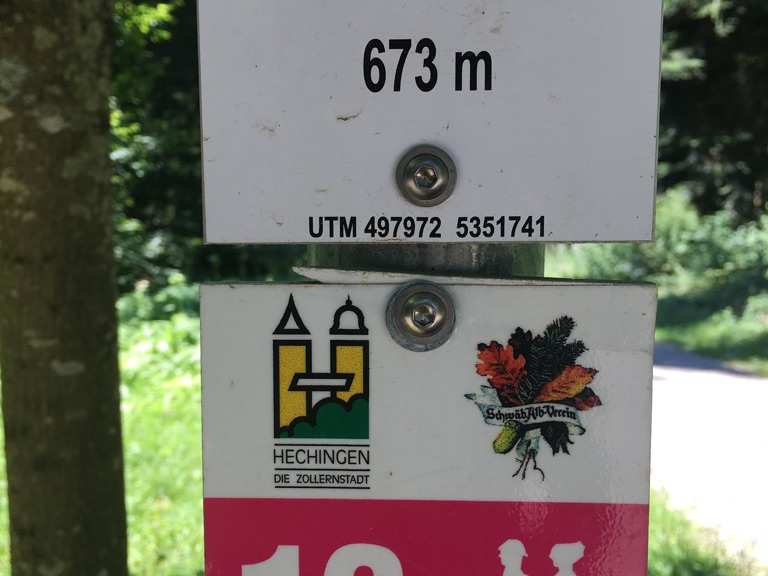 673 m
UTM 497972 5351741
Schwäb. Alb-Verein
HECHINGEN
DIE ZOLLERNSTADT